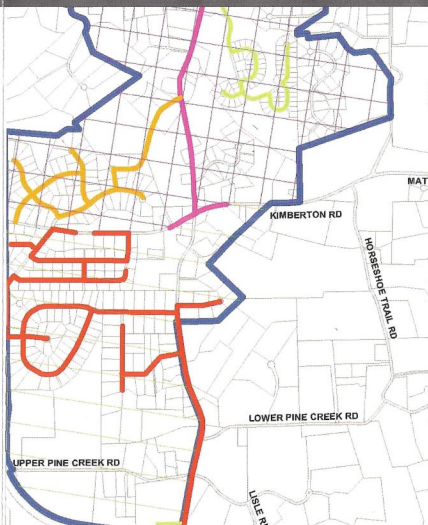 MAT
KIMBERTON RD
HORSESHOE TRAIL RD
LOWER PINE CREEK RD
UPPER PINE CREEK RD
LISLE R